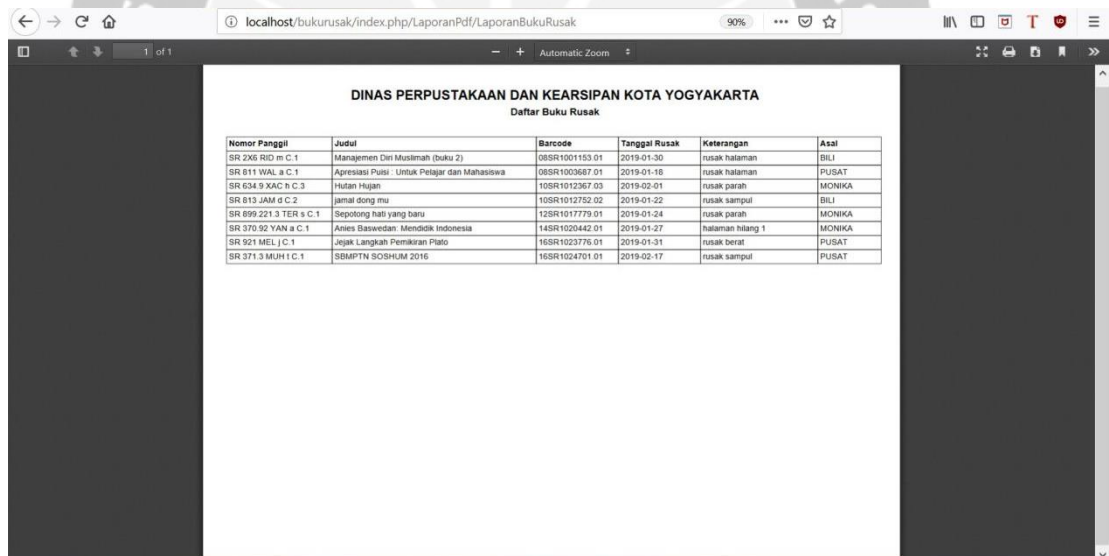 localhost/bukurusak/index.php/LaporanPdf/LaporanBukuRusak 90%
1 of 1 Automatic Zoom
DINAS PERPUSTAKAAN DAN KEARSIPAN KOTA YOGYAKARTA
Daftar Buku Rusak
Nomor Panggil Judul Barcode Tanggal Rusak Keterangan Asal
SR 2X6 RID m C.1 Manajemen Diri Muslimah (buku 2) 08SR1001153.01 2019-01-30 rusak halaman BILI
SR 811 WAL a C.1 Apresiasi Puisi : Untuk Pelajar dan Mahasiswa 08SR1003687.01 2019-01-18 rusak halaman PUSAT
SR 634.9 XAC h C.3 Hutan Hujan 10SR1012367.03 2019-02-01 rusak parah MONIKA
SR 813 JAM d C.2 jamal dong mu 10SR1012752.02 2019-01-22 rusak sampul BILI
SR 899.221.3 TER s C.1 Sepotong hati yang baru 12SR1017779.01 2019-01-24 rusak parah MONIKA
SR 370.92 YAN a C.1 Anies Baswedan: Mendidik Indonesia 14SR1020442.01 2019-01-27 halaman hilang 1 MONIKA
SR 921 MEL j C.1 Jejak Langkah Pemikiran Plato 16SR1023776.01 2019-01-31 rusak berat PUSAT
SR 371.3 MUH t C.1 SBMPTN SOSHUM 2016 16SR1024701.01 2019-02-17 rusak sampul PUSAT